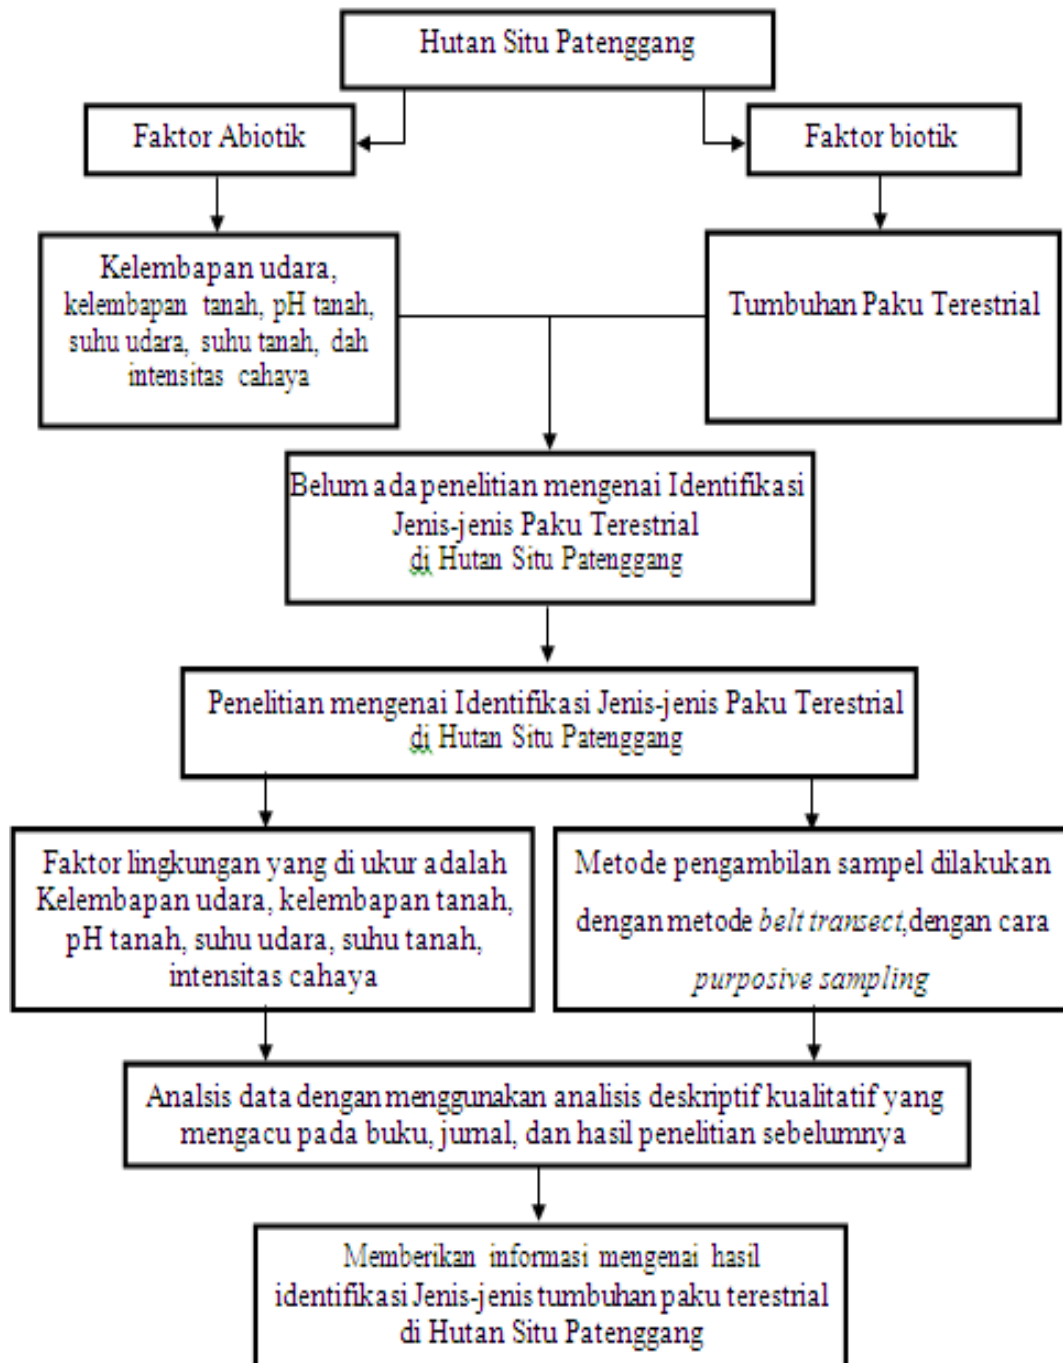 Hutan Situ Patenggang
Faktor Abiotik
Faktor biotik
Kelembapan udara,
kelembapan tanah, pH tanah,
suhu udara, suhu tanah, dah
intensitas cahaya
Tumbuhan Paku Terestrial
Belum ada penelitian mengenai Identifikasi
Jenis-jenis Paku Terestrial
di Hutan Situ Patenggang
Penelitian mengenai Identifikasi Jenis-jenis Paku Terestrial
di Hutan Situ Patenggang
Faktor lingkungan yang di ukur adalah
Kelembapan udara, kelembapan tanah,
pH tanah, suhu udara, suhu tanah,
intensitas cahaya
Metode pengambilan sampel dilakukan
dengan metode belt transect,dengan cara
purposive sampling
Analsis data dengan menggunakan analisis deskriptif kualitatif yang
mengacu pada buku, jurnal, dan hasil penelitian sebelumnya
Memberikan informasi mengenai hasil
identifikasi Jenis-jenis tumbuhan paku terestrial
di Hutan Situ Patenggang